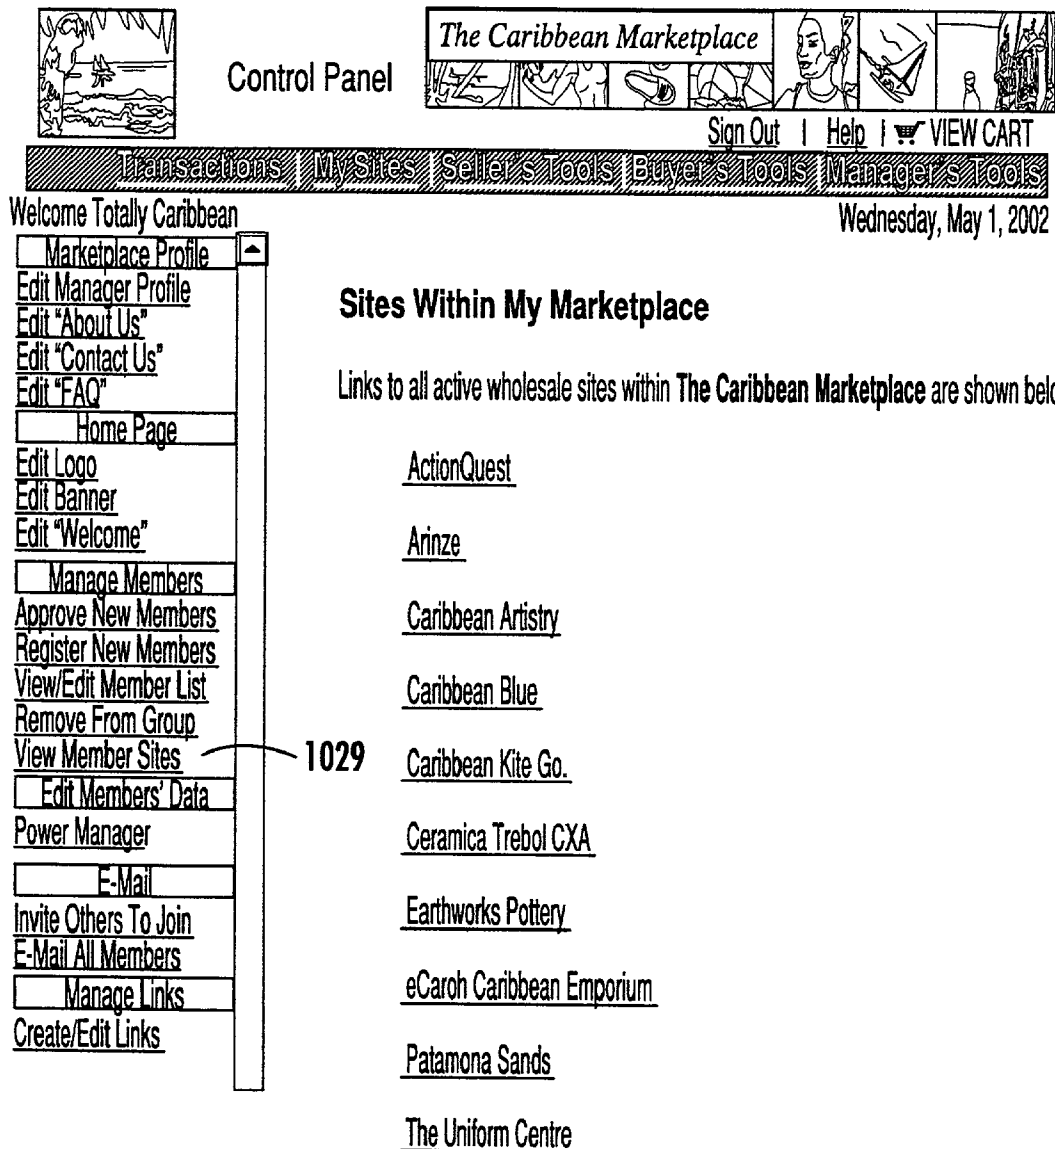 The Caribbean Marketplace
Control Panel
Sign Out | Help | VIEW CART
Transactions | My Sites | Seller's Tools | Buyer's Tools | Manager's Tools
Welcome Totally Caribbean
Wednesday, May 1, 2002
Marketplace Profile
Edit Manager Profile
Edit "About Us"
Edit "Contact Us"
Edit "FAQ"
Home Page
Edit Logo
Edit Banner
Edit "Welcome"
Manage Members
Approve New Members
Register New Members
View/Edit Member List
Remove From Group
View Member Sites
1029
Edit Members' Data
Power Manager
E-Mail
Invite Others To Join
E-Mail All Members
Manage Links
Create/Edit Links
Sites Within My Marketplace
Links to all active wholesale sites within The Caribbean Marketplace are shown belo
ActionQuest
Arinze
Caribbean Artistry
Caribbean Blue
Caribbean Kite Go.
Ceramica Trebol CXA
Earthworks Pottery
eCaroh Caribbean Emporium
Patamona Sands
The Uniform Centre